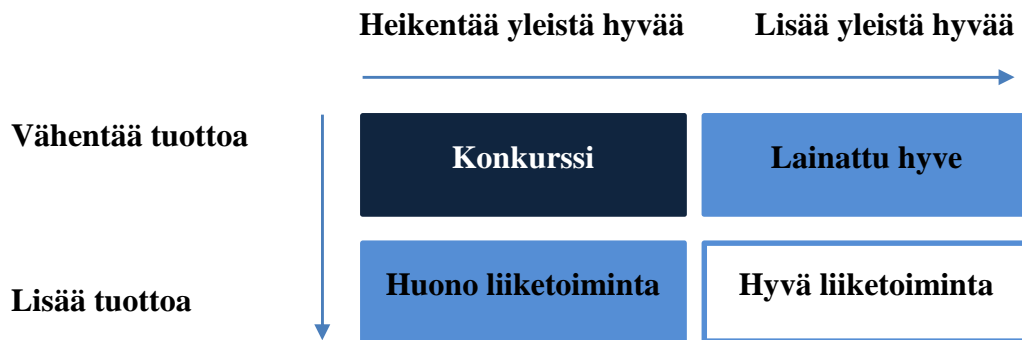 Heikentää yleistä hyvää Lisää yleistä hyvää
Vähentää tuottoa
Konkurssi Lainattu hyve
Lisää tuottoa
Huono liiketoiminta Hyvä liiketoiminta